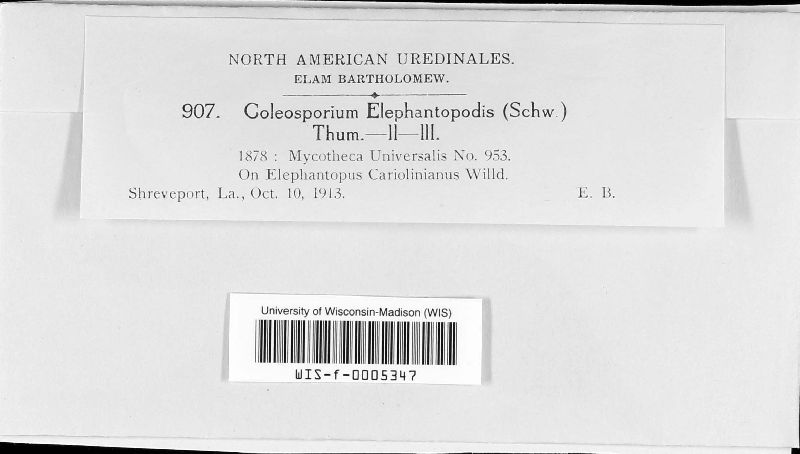 NORTH AMERICAN UREDINALES.
ELAM BARTHOLOMEW.
907. Coleosporium Elephantopodis (Schw.)
Thum.—II—III.
1878 : Mycotheca Universalis No. 953.
On Elephantopus Cariolinianus Willd.
Shreveport, La., Oct. 10, 1913. E. B.
University of Wisconsin-Madison (WIS)
WIS-f-0005347